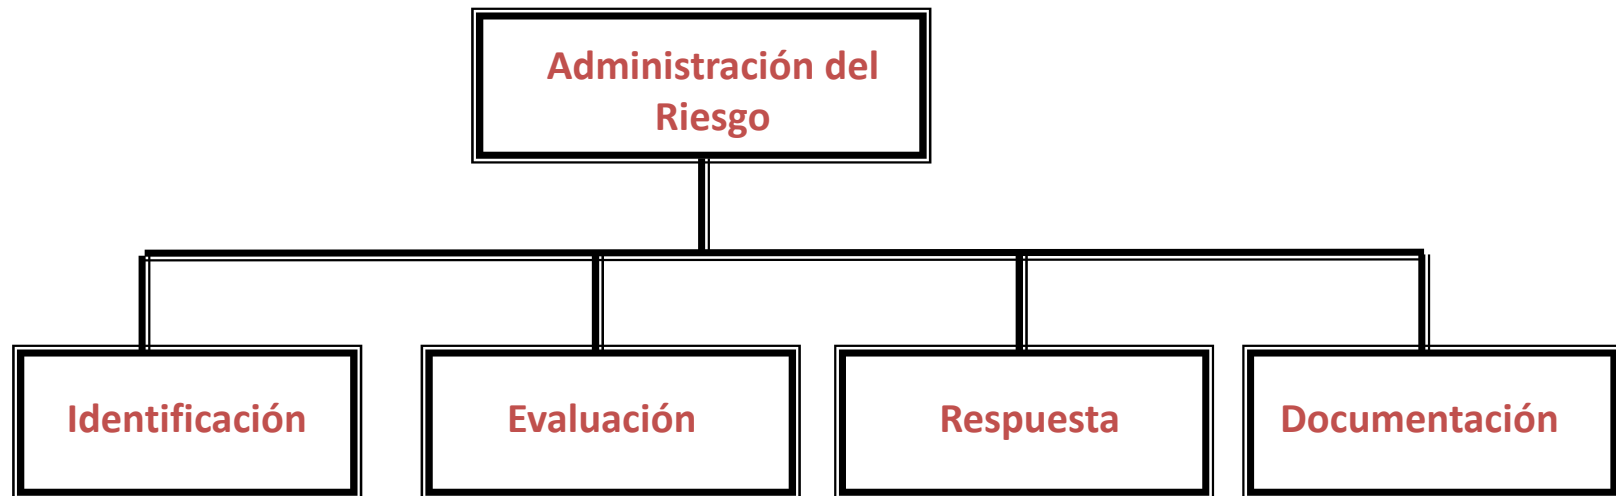 Administración del
Riesgo
Identificación
Evaluación
Respuesta
Documentación